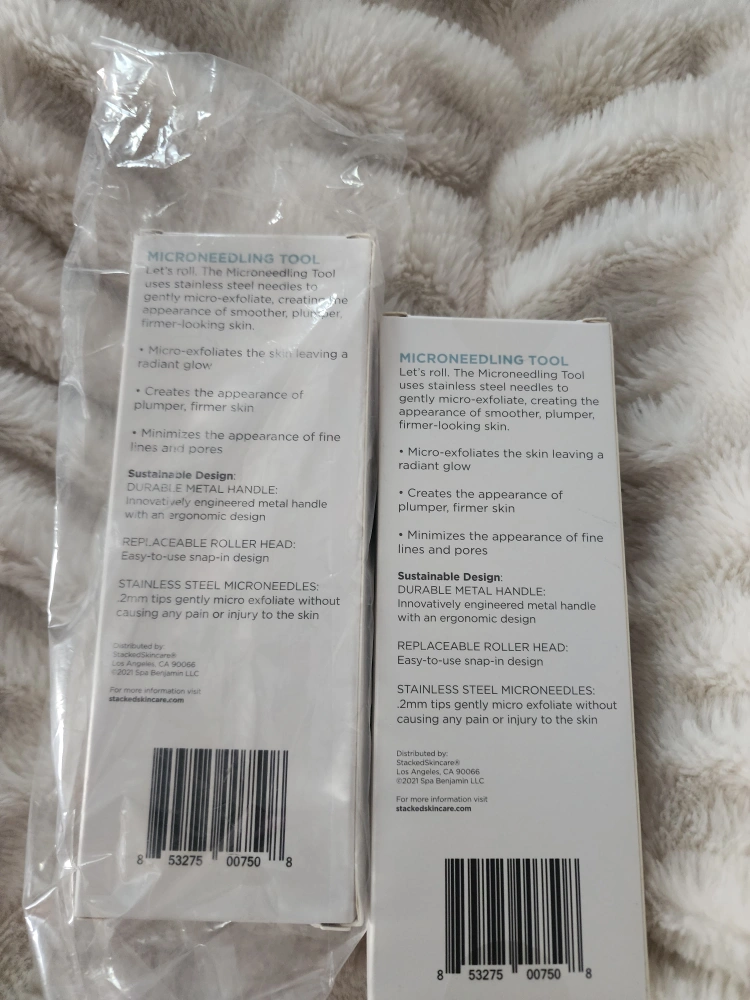 MICRONEEDLING TOOL
Let's roll. The Microneedling Tool
uses stainless steel needles to
gently micro-exfoliate, creating the
appearance of smoother, plumper,
firmer-looking skin.
• Micro-exfoliates the skin leaving a
radiant glow
• Creates the appearance of
plumper, firmer skin
• Minimizes the appearance of fine
lines and pores
Sustainable Design:
DURABLE METAL HANDLE:
Innovatively engineered metal handle
with an ergonomic design
REPLACEABLE ROLLER HEAD:
Easy-to-use snap-in design
STAINLESS STEEL MICRONEEDLES:
.2mm tips gently micro exfoliate without
causing any pain or injury to the skin
Distributed by:
StackedSkincare®
Los Angeles, CA 90066
©2021 Spa Benjamin LLC
For more information visit
stackedskincare.com
8 53275 00750 8
MICRONEEDLING TOOL
Let's roll. The Microneedling Tool
uses stainless steel needles to
gently micro-exfoliate, creating the
appearance of smoother, plumper,
firmer-looking skin.
• Micro-exfoliates the skin leaving a
radiant glow
• Creates the appearance of
plumper, firmer skin
• Minimizes the appearance of fine
lines and pores
Sustainable Design:
DURABLE METAL HANDLE:
Innovatively engineered metal handle
with an ergonomic design
REPLACEABLE ROLLER HEAD:
Easy-to-use snap-in design
STAINLESS STEEL MICRONEEDLES:
.2mm tips gently micro exfoliate without
causing any pain or injury to the skin
Distributed by:
StackedSkincare®
Los Angeles, CA 90066
©2021 Spa Benjamin LLC
For more information visit
stackedskincare.com
8 53275 00750 8